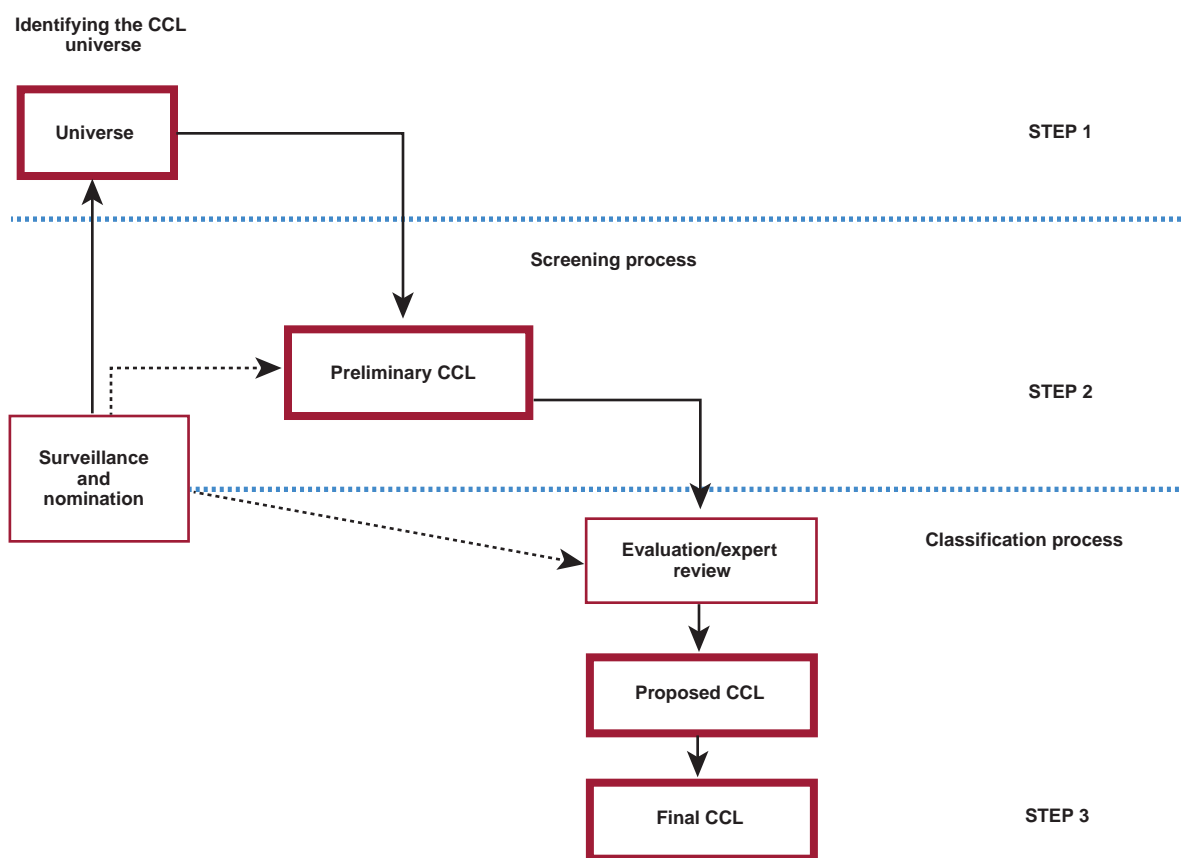 Identifying the CCL
universe
Universe
STEP 1
Screening process
Preliminary CCL
STEP 2
Surveillance
and
nomination
Classification process
Evaluation/expert
review
Proposed CCL
Final CCL
STEP 3